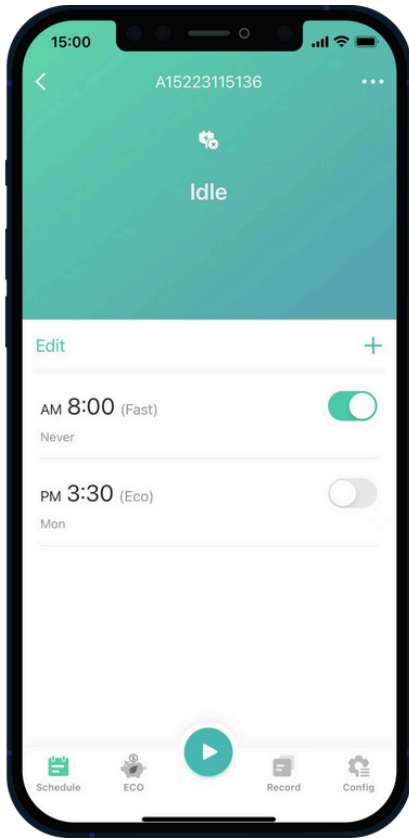 15:00
A15223115136
Idle
Edit
AM 8:00 (Fast)
Never
PM 3:30 (Eco)
Mon
Schedule
ECO
Record
Config